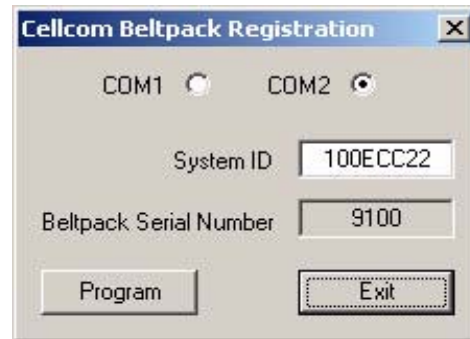 Cellcom Beltpack Registration
COM1 COM2
System ID 100ECC22
Beltpack Serial Number 9100
Program Exit